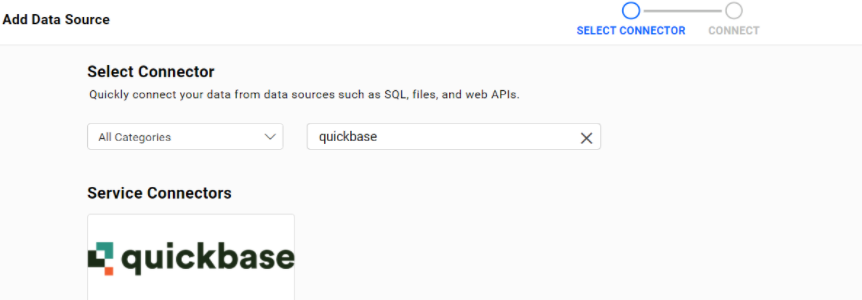 Add Data Source
SELECT CONNECTOR
CONNECT
Select Connector
Quickly connect your data from data sources such as SQL, files, and web APIs.
All Categories
quickbase
Service Connectors
quickbase